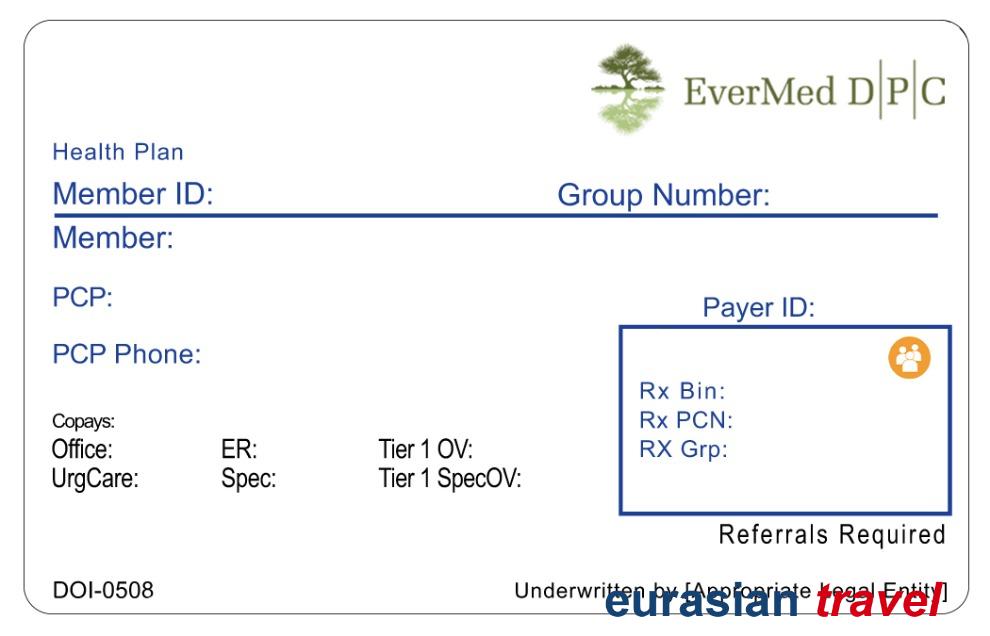 EverMed D|P|C
Health Plan
Member ID: Group Number:
Member:
PCP:
Payer ID:
PCP Phone:
Rx Bin:
Rx PCN:
RX Grp:
Copays:
Office: ER: Tier 1 OV:
UrgCare: Spec: Tier 1 SpecOV:
Referrals Required
DOI-0508 Underwritten by [Appropriate Legal Entity]
eurasian travel